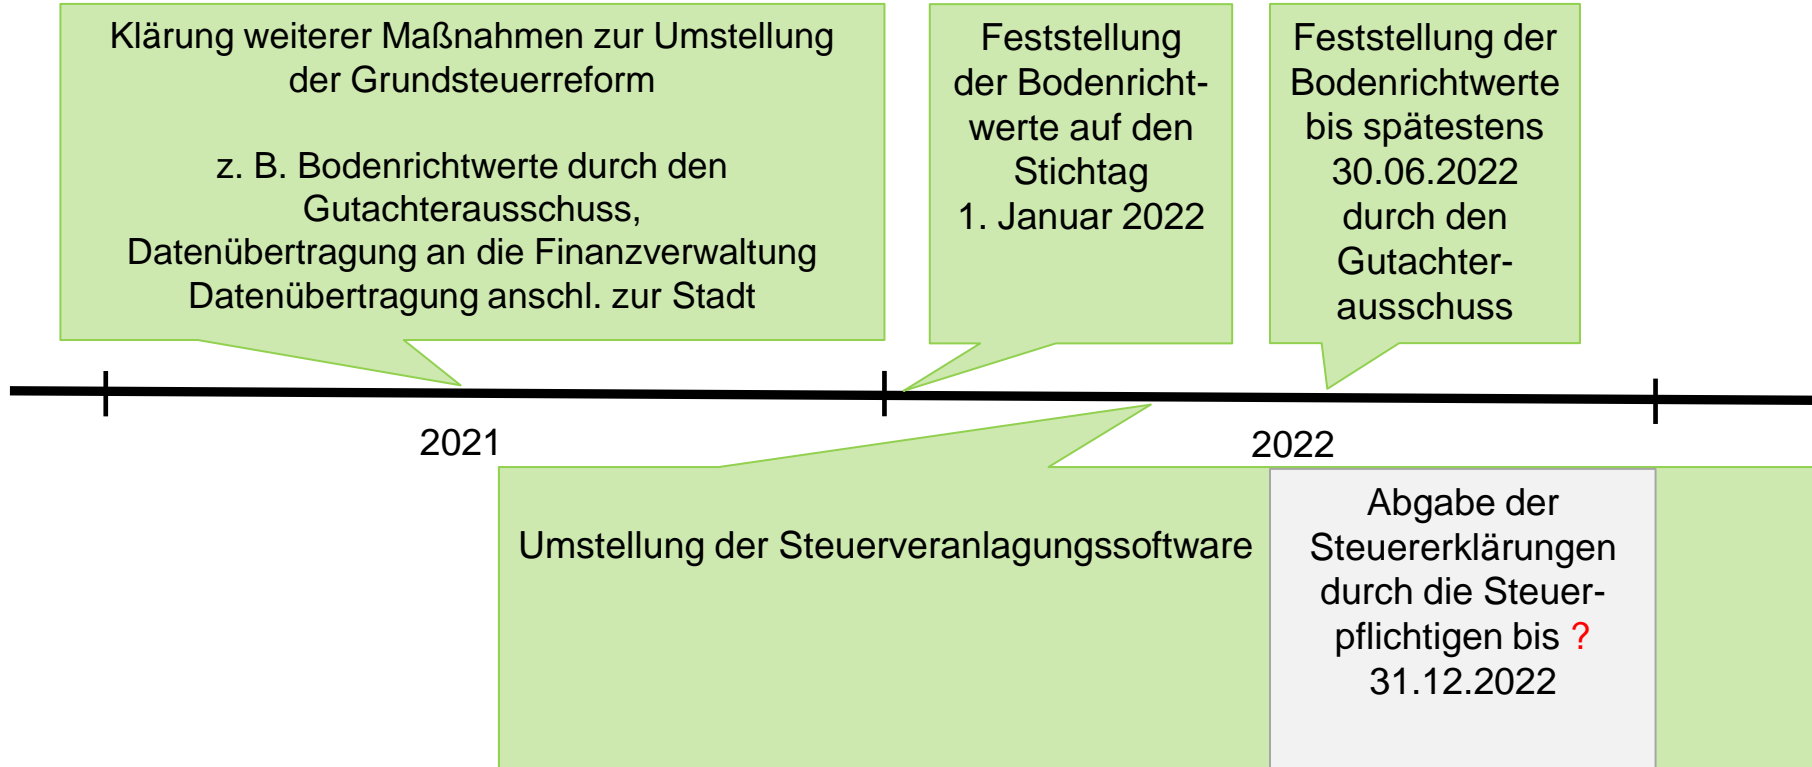 Klärung weiterer Maßnahmen zur Umstellung
der Grundsteuerreform
z. B. Bodenrichtwerte durch den
Gutachterausschuss,
Datenübertragung an die Finanzverwaltung
Datenübertragung anschl. zur Stadt
Feststellung
der Bodenricht-
werte auf den
Stichtag
1. Januar 2022
Feststellung der
Bodenrichtwerte
bis spätestens
30.06.2022
durch den
Gutachter-
ausschuss
2021
2022
Umstellung der Steuerveranlagungssoftware
Abgabe der
Steuererklärungen
durch die Steuer-
pflichtigen bis ?
31.12.2022